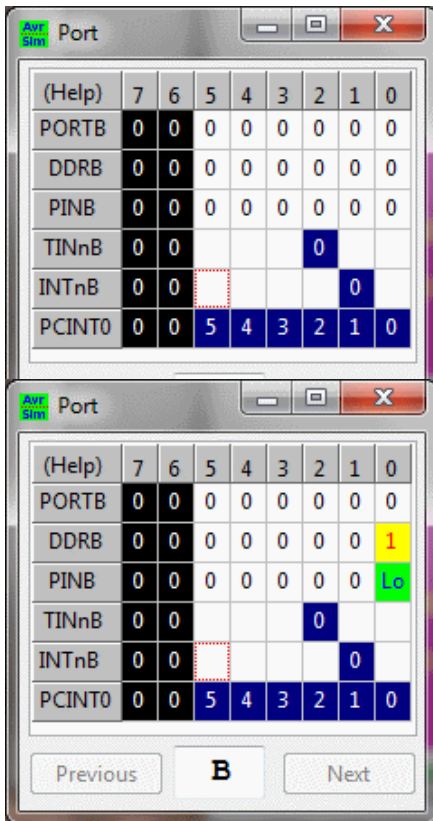 Avr Sim Port
(Help) 7 6 5 4 3 2 1 0
PORTB 0 0 0 0 0 0 0 0
DDRB 0 0 0 0 0 0 0 0
PINB 0 0 0 0 0 0 0 0
TINnB 0 0 0
INTnB 0 0 0
PCINT0 0 0 5 4 3 2 1 0
Avr Sim Port
(Help) 7 6 5 4 3 2 1 0
PORTB 0 0 0 0 0 0 0 0
DDRB 0 0 0 0 0 0 0 1
PINB 0 0 0 0 0 0 0 Lo
TINnB 0 0 0
INTnB 0 0 0
PCINT0 0 0 5 4 3 2 1 0
Previous B Next